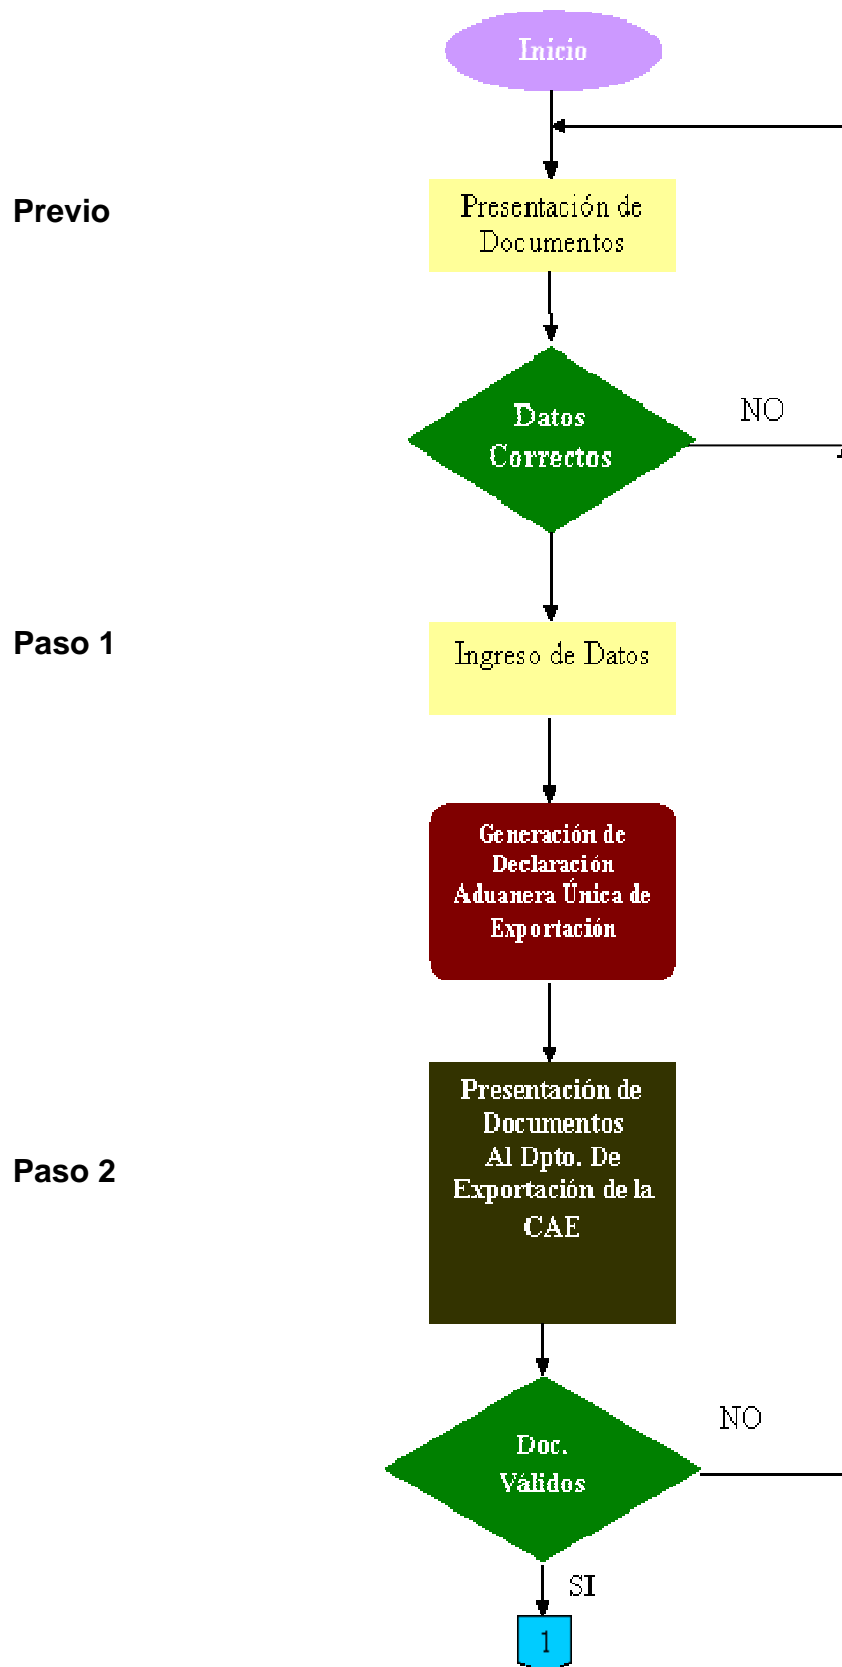 Inicio
Previo
Presentación de
Documentos
Datos
Correctos
NO
Paso 1
Ingreso de Datos
Generación de
Declaración
Aduanera Única de
Exportación
Paso 2
Presentación de
Documentos
Al Dpto. De
Exportación de la
CAE
Doc.
Válidos
NO
SI
1